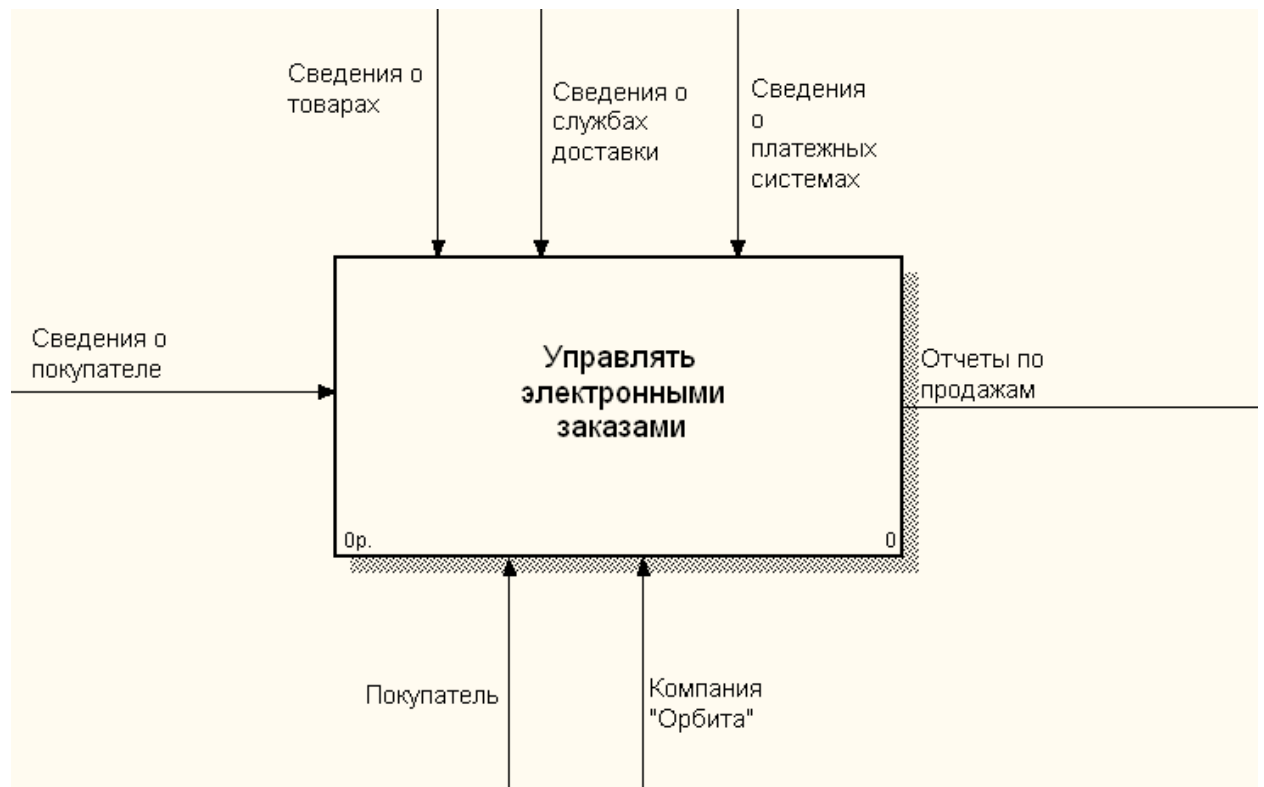 Сведения о
товарах
Сведения о
службах
доставки
Сведения
о
платежных
системах
Сведения о
покупателе
Управлять
электронными
заказами
Отчеты по
продажам
0р.
0
Покупатель
Компания
"Орбита"